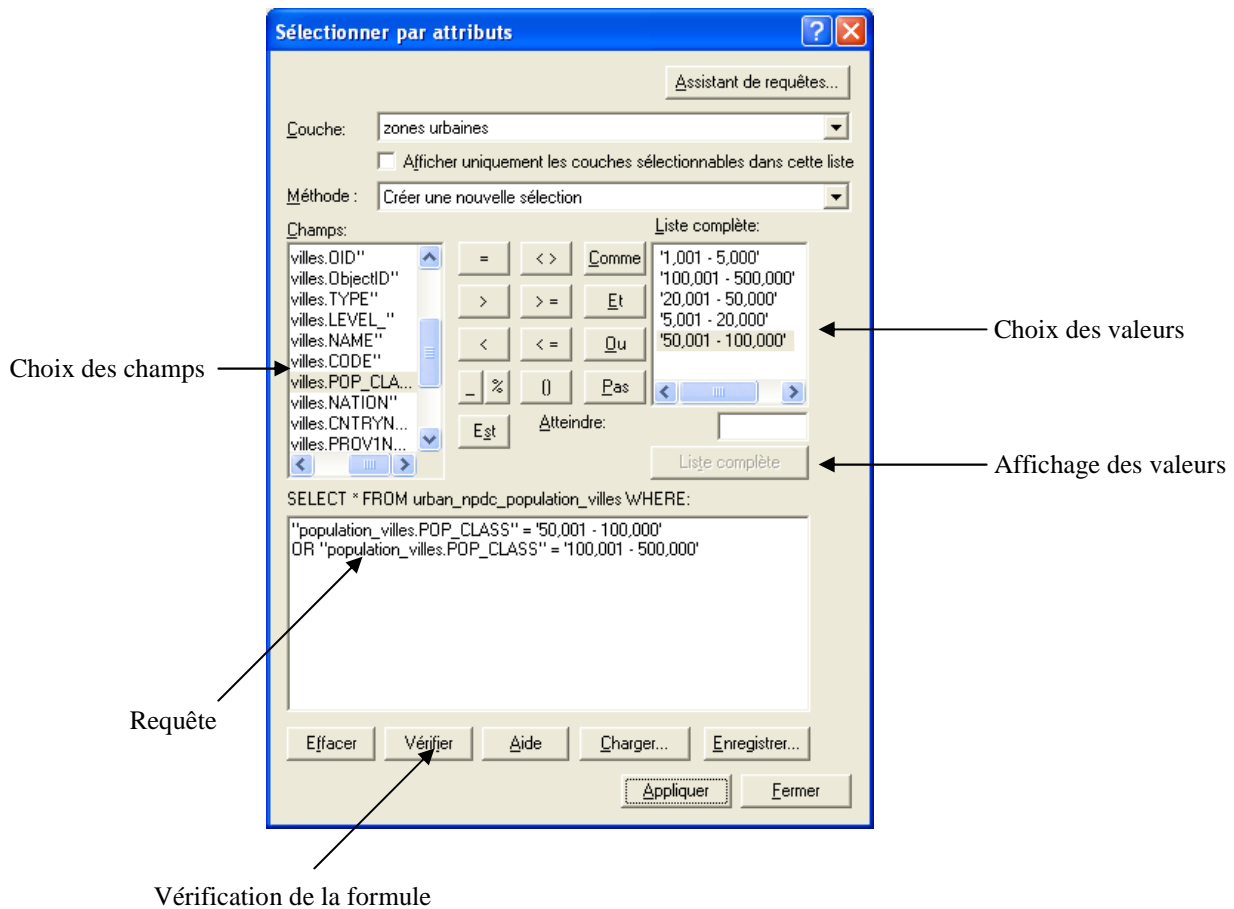 Sélectionner par attributs
Assistant de requêtes...
Couche:
zones urbaines
Afficher uniquement les couches sélectionnables dans cette liste
Méthode :
Créer une nouvelle sélection
Champs:
Liste complète:
villes.OID"
villes.ObjectID"
villes.TYPE"
villes.LEVEL_"
villes.NAME"
villes.CODE"
villes.POP_CLA...
villes.NATION"
villes.CNTRYN...
villes.PROV1N...
= < > Comme
> > = Et
< < = Ou
_ % () Pas
Est
'1,001 - 5,000'
'100,001 - 500,000'
'20,001 - 50,000'
'5,001 - 20,000'
'50,001 - 100,000'
Atteindre:
Liste complète
Choix des champs
Choix des valeurs
Affichage des valeurs
SELECT * FROM urban_npdc_population_villes WHERE:
"population_villes.POP_CLASS" = '50,001 - 100,000'
OR "population_villes.POP_CLASS" = '100,001 - 500,000'
Requête
Effacer Vérifier Aide Charger... Enregistrer...
Appliquer Fermer
Vérification de la formule